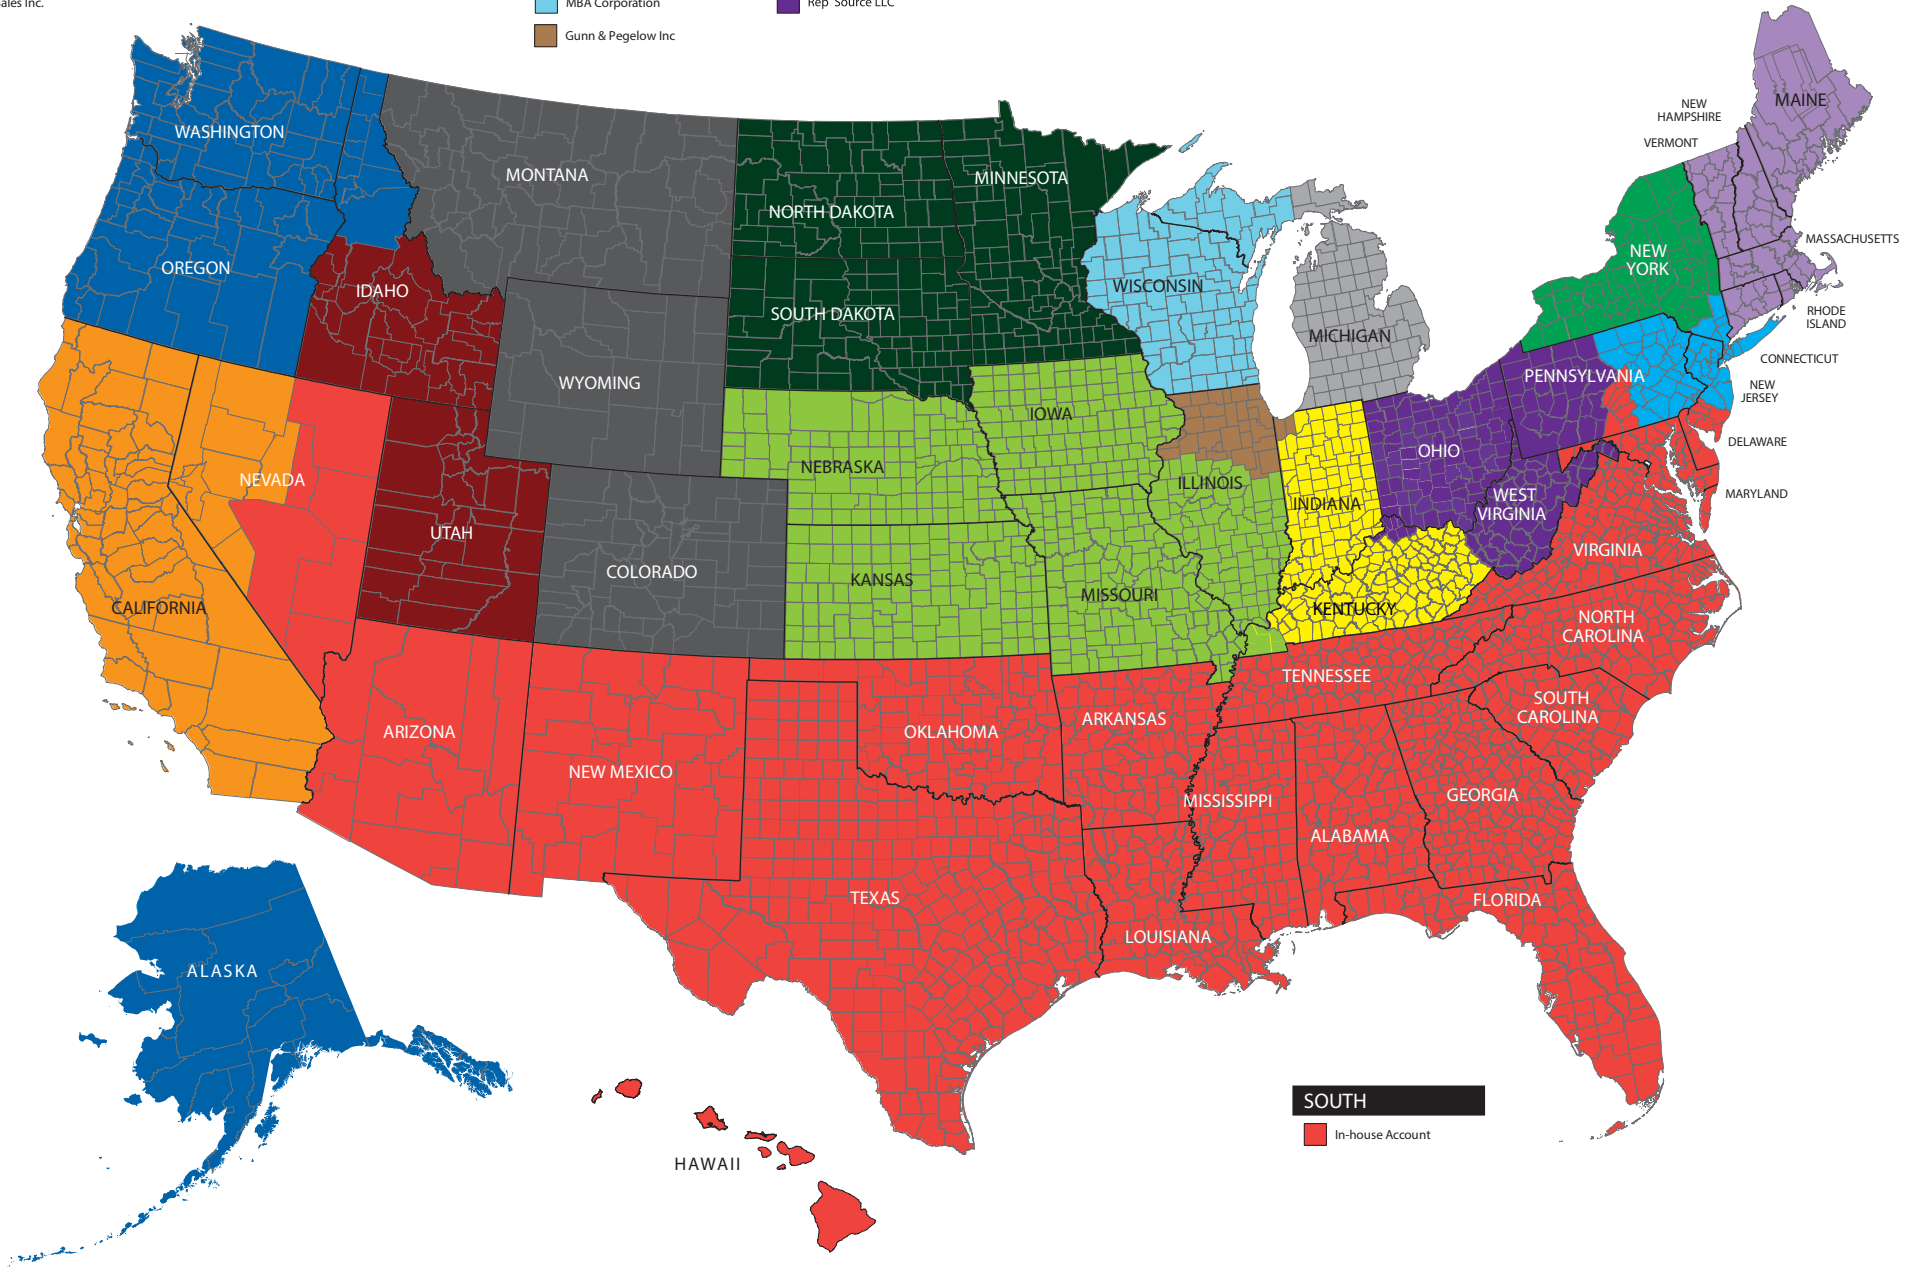 ales Inc.
MBA Corporation
Rep Source LLC
Gunn & Pegelow Inc
WASHINGTON
MONTANA
MINNESOTA
NORTH DAKOTA
OREGON
IDAHO
SOUTH DAKOTA
WISCONSIN
MICHIGAN
NEW
HAMPSHIRE
VERMONT
MAINE
NEW
YORK
MASSACHUSETTS
RHODE
ISLAND
CONNECTICUT
NEW
JERSEY
PENNSYLVANIA
DELAWARE
MARYLAND
WYOMING
IOWA
NEBRASKA
NEVADA
UTAH
COLORADO
KANSAS
ILLINOIS
INDIANA
OHIO
WEST
VIRGINIA
VIRGINIA
CALIFORNIA
MISSOURI
KENTUCKY
NORTH
CAROLINA
TENNESSEE
SOUTH
CAROLINA
ARIZONA
NEW MEXICO
OKLAHOMA
ARKANSAS
MISSISSIPPI
ALABAMA
GEORGIA
TEXAS
LOUISIANA
FLORIDA
ALASKA
HAWAII
SOUTH
In-house Account